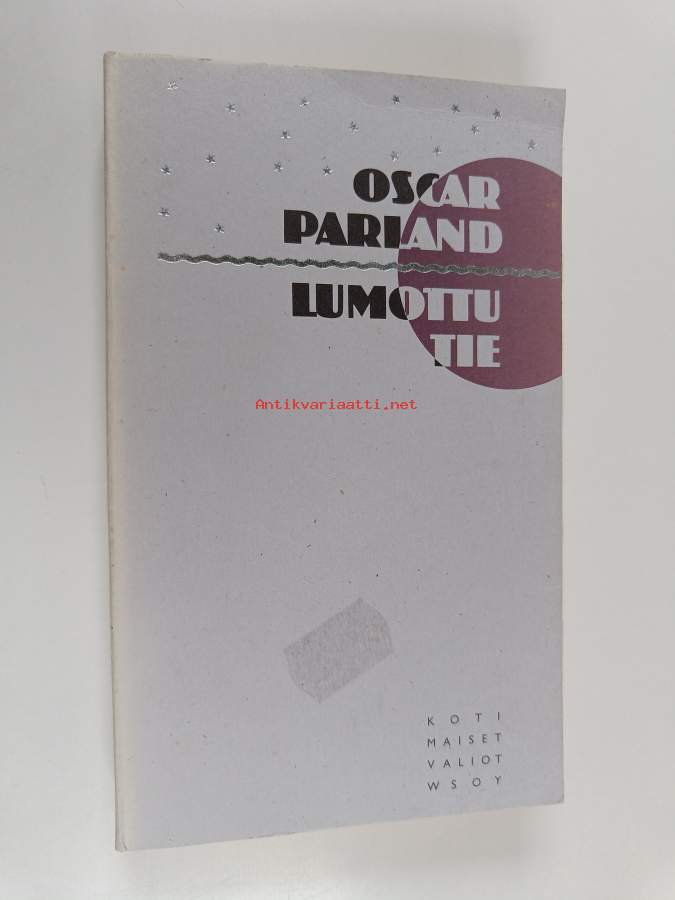 OSCAR
PARLAND
LUMOTTU
TIE
Antikvariaatti.net
KOTI
MAISET
VALIOT
WSOY